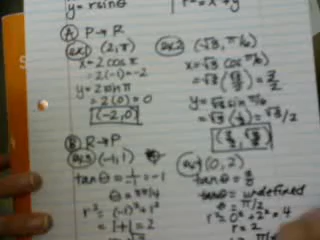 y = r sin θ
r² = x² + y²
Ⓐ P → R
ex1 (2, π)
x = 2 cos π
= 2(-1) = -2
y = 2 sin π
= 2(0) = 0
(-2, 0)
ex2 (√3, π/6)
x = √3 cos π/6
= √3 (√3/2) = 3/2
y = √3 sin π/6
= √3 (1/2) = √3/2
(3/2, √3/2)
Ⓑ R → P
ex3 (-1, 1)
tan θ = 1/-1 = -1
θ = 3π/4
r² = (-1)² + 1²
= 1 + 1 = 2
ex4 (0, 2)
tan θ = 2/0
tan θ = undefined
θ = π/2
r² = 0² + 2² = 4
r = 2